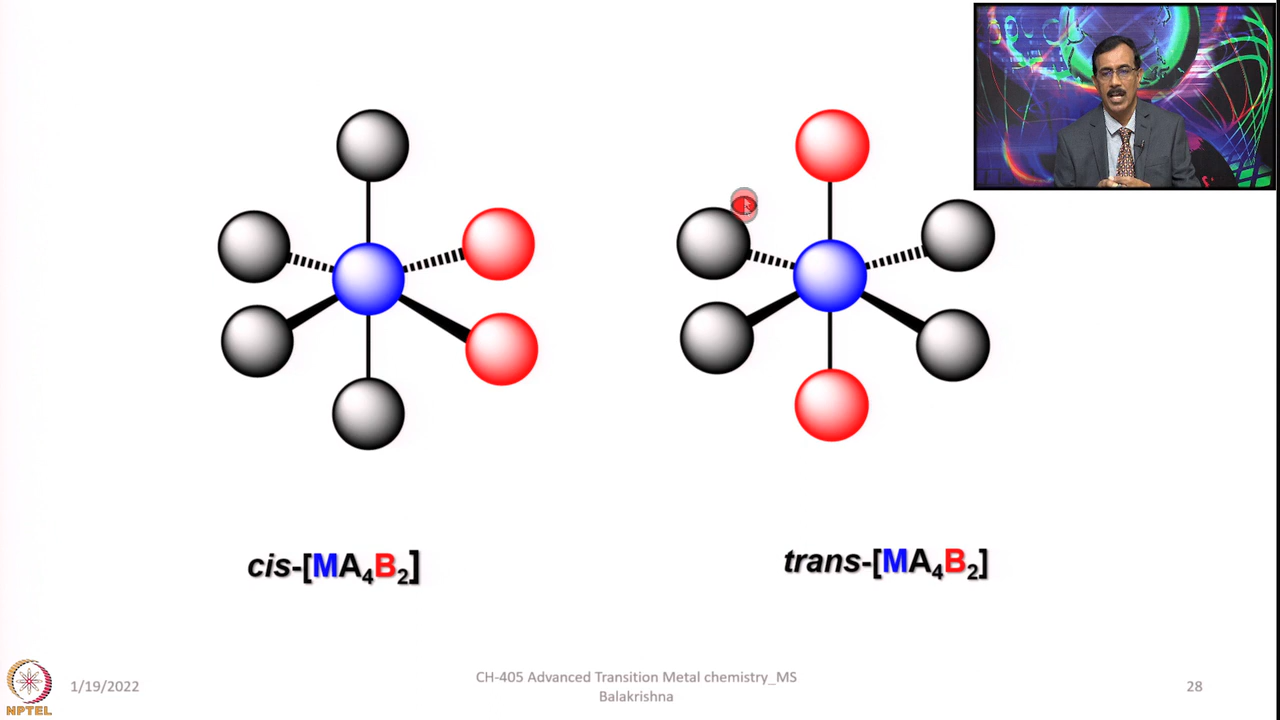 cis-[MA₄B₂]
trans-[MA₄B₂]
NPTEL
1/19/2022
CH-405 Advanced Transition Metal chemistry_MS
Balakrishna
28